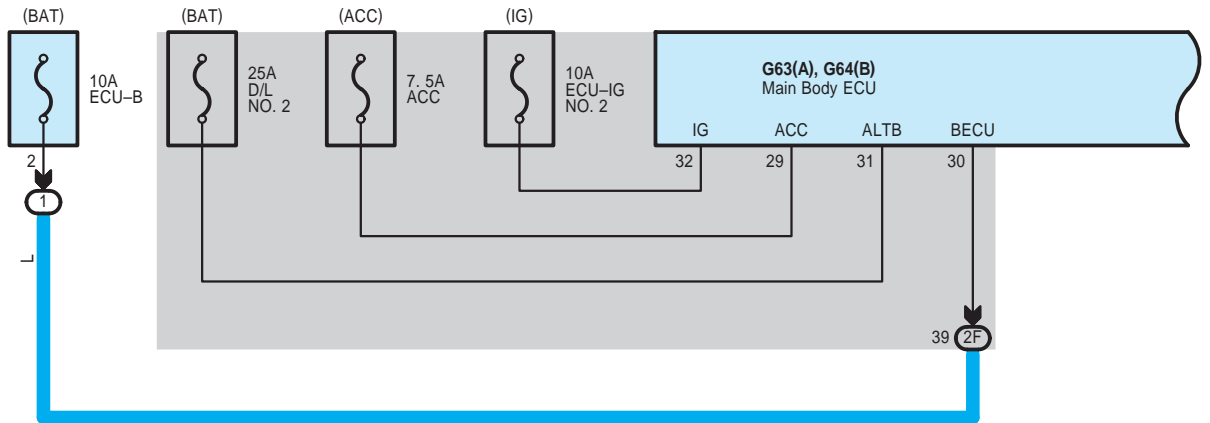 (BAT) (BAT) (ACC) (IG)
10A
ECU–B
25A
D/L
NO. 2
7. 5A
ACC
10A
ECU–IG
NO. 2
G63(A), G64(B)
Main Body ECU
IG ACC ALTB BECU
2 32 29 31 30
1
L
39 2F